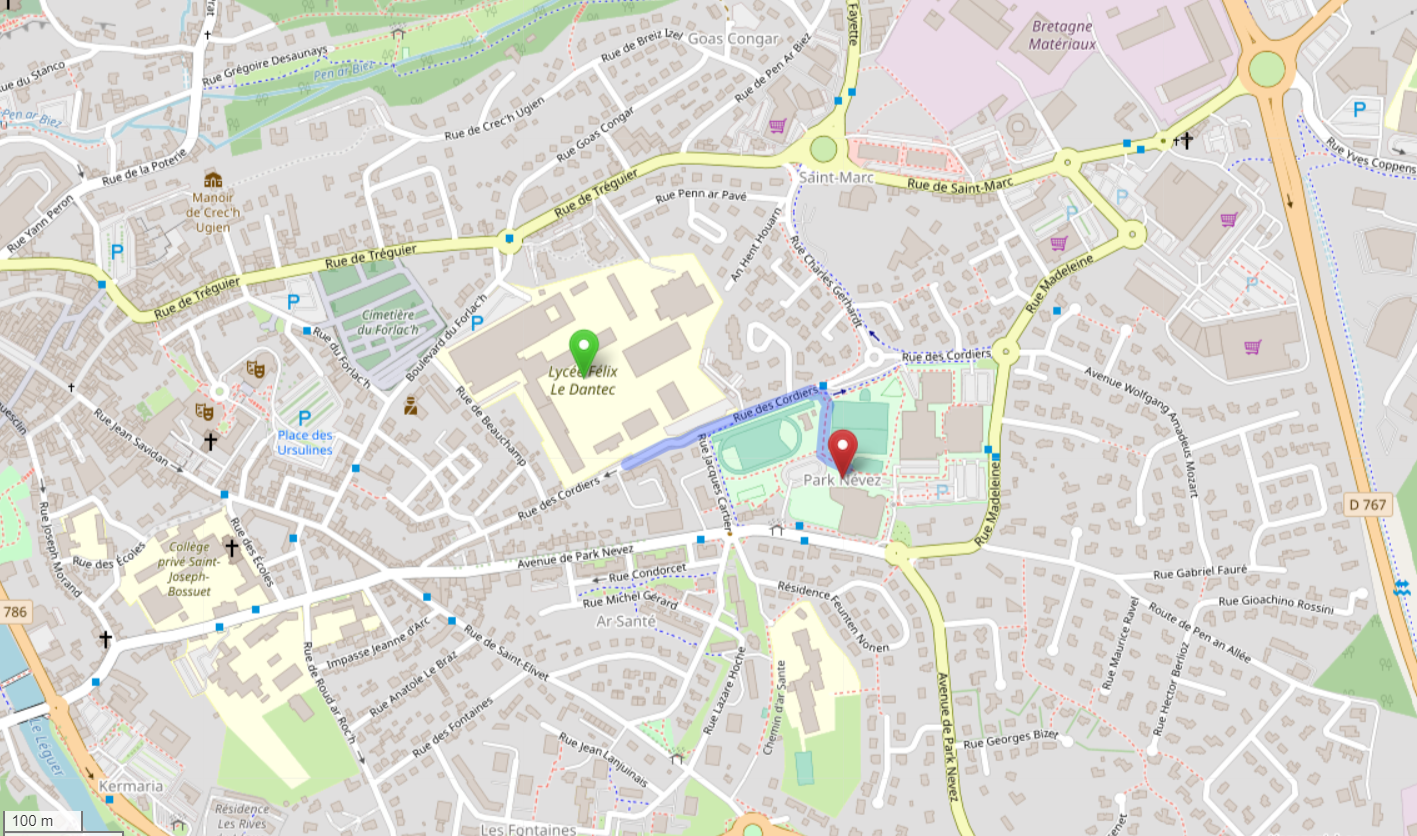 Goas Congar
Bretagne
Matériaux
Fayette
Rue de Breiz Izel
Rue Grégoire Desaunays
Pen ar Biez
Rue de Pen Ar Biez
Rue de Crec'h Ugien
Rue Goas Congar
Pen ar Biez
Rue de la Poterie
Saint-Marc
Rue de Saint-Marc
Rue Yves Coppens
P
P
P
Rue Yann Peron
Manoir
de Crec'h
Ugien
Rue de Tréguier
Rue Penn ar Pavé
An Hent Houarn
Rue Charles Gerhardt
P
Rue de Tréguier
Rue de Tréguier
P
P
P
Cimetière
du Forlac'h
Rue du Forlac'h
Boulevard du Forlac'h
Rue Madeleine
Lycée Félix
Le Dantec
Rue des Cordiers
Avenue Wolfgang Amadeus Mozart
Rue des Cordiers
Rue de Beauchamp
P
Place des
Ursulines
Rue Jean Savidan
Rue Jacques Cartier
Park Nevez
P
Rue Madeleine
Rue des Cordiers
D 767
Rue Joseph Morand
Rue des Écoles
Rue des Écoles
Collège
privé Saint-
Joseph-
Bossuet
Avenue de Park Nevez
Rue Condorcet
Rue Michel Gérard
Ar Santé
Résidence Feunten Nonen
Rue Gabriel Fauré
Rue Gioachino Rossini
Route de Pen an Allée
Rue Maurice Ravel
Rue Hector Berlioz
786
Impasse Jeanne d'Arc
Rue Anatole Le Braz
Rue de Saint-Elivet
Rue de Roud ar Roc'h
Rue des Fontaines
Rue Lazare Hoche
Chemin d'ar Sante
Avenue de Park Nevez
Rue Georges Bizet
Rue Jean Lanjuinais
Le Léguer
Kermaria
Résidence
Les Rives
Les Fontaines
100 m